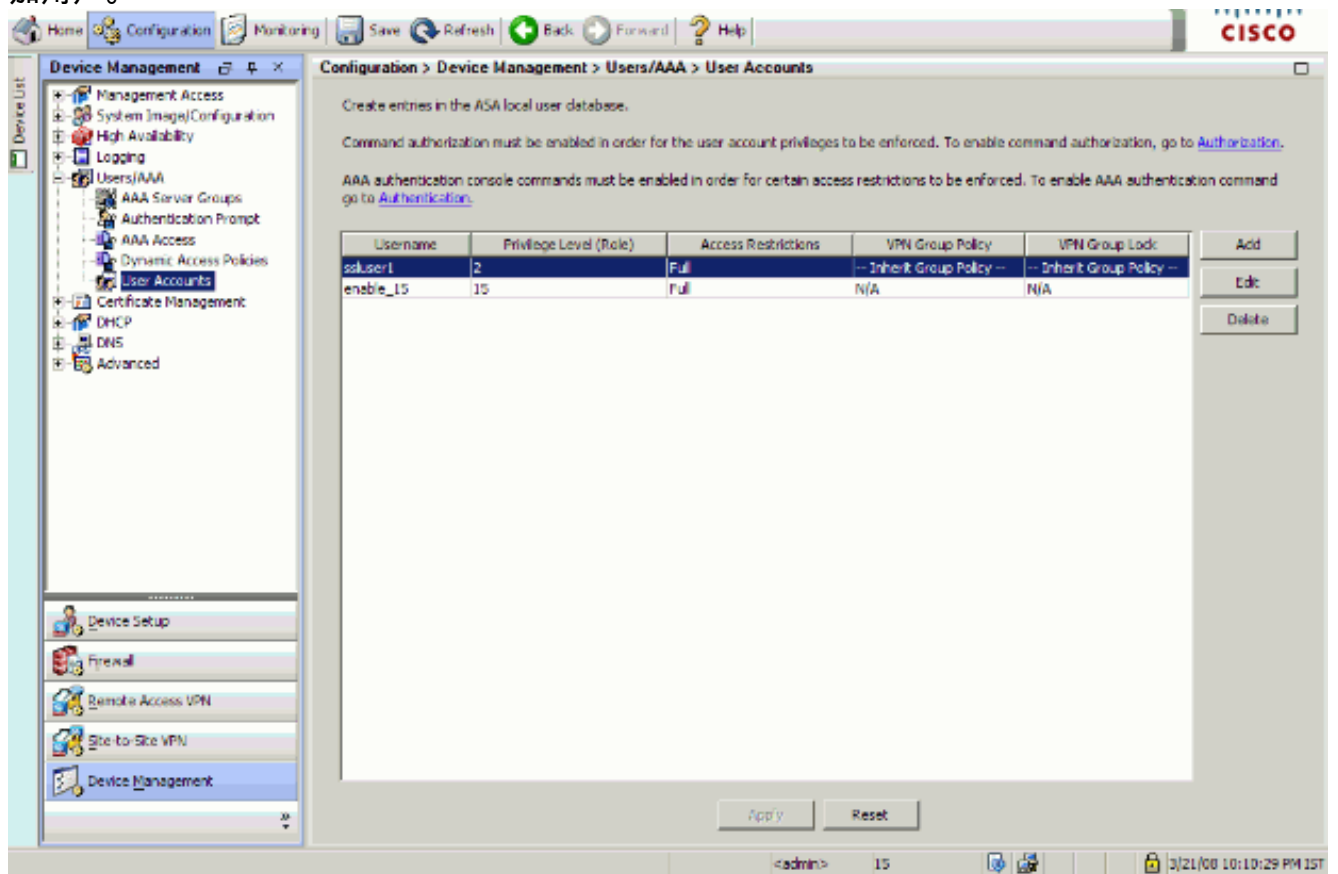 Home Configuration Monitoring Save Refresh Back Forward Help
CISCO
Device List
Device Management
Management Access
System Image/Configuration
High Availability
Logging
Users/AAA
AAA Server Groups
Authentication Prompt
AAA Access
Dynamic Access Policies
User Accounts
Certificate Management
DHCP
DNS
Advanced
Device Setup
Firewall
Remote Access VPN
Site-to-Site VPN
Device Management
Configuration > Device Management > Users/AAA > User Accounts
Create entries in the ASA local user database.
Command authorization must be enabled in order for the user account privileges to be enforced. To enable command authorization, go to Authorization.
AAA authentication console commands must be enabled in order for certain access restrictions to be enforced. To enable AAA authentication command
go to Authentication.
Username Privilege Level (Role) Access Restrictions VPN Group Policy VPN Group Lock
ssluser1 2 Full -- Inherit Group Policy -- -- Inherit Group Policy --
enable_15 15 Full N/A N/A
Add
Edit
Delete
Apply Reset
<admin> 15 3/21/08 10:10:29 PM IST